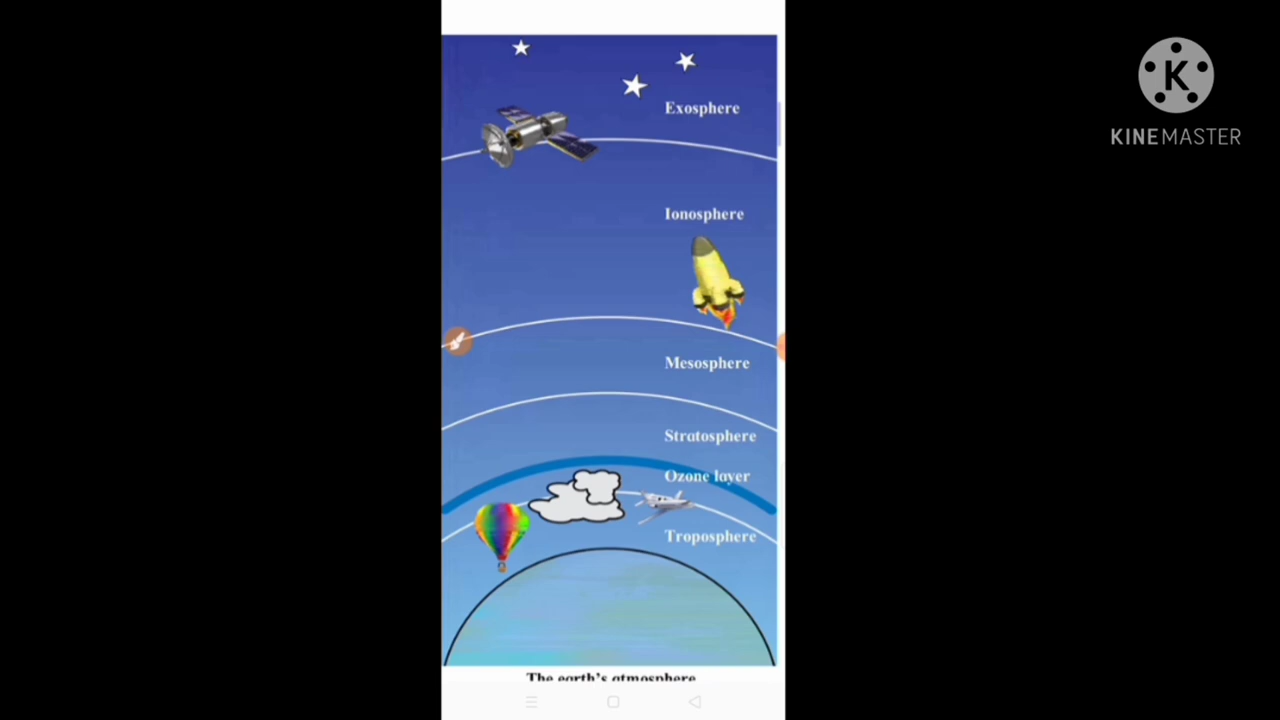 Exosphere
KINEMASTER
Ionosphere
Mesosphere
Stratosphere
Ozone layer
Troposphere
The earth's atmosphere